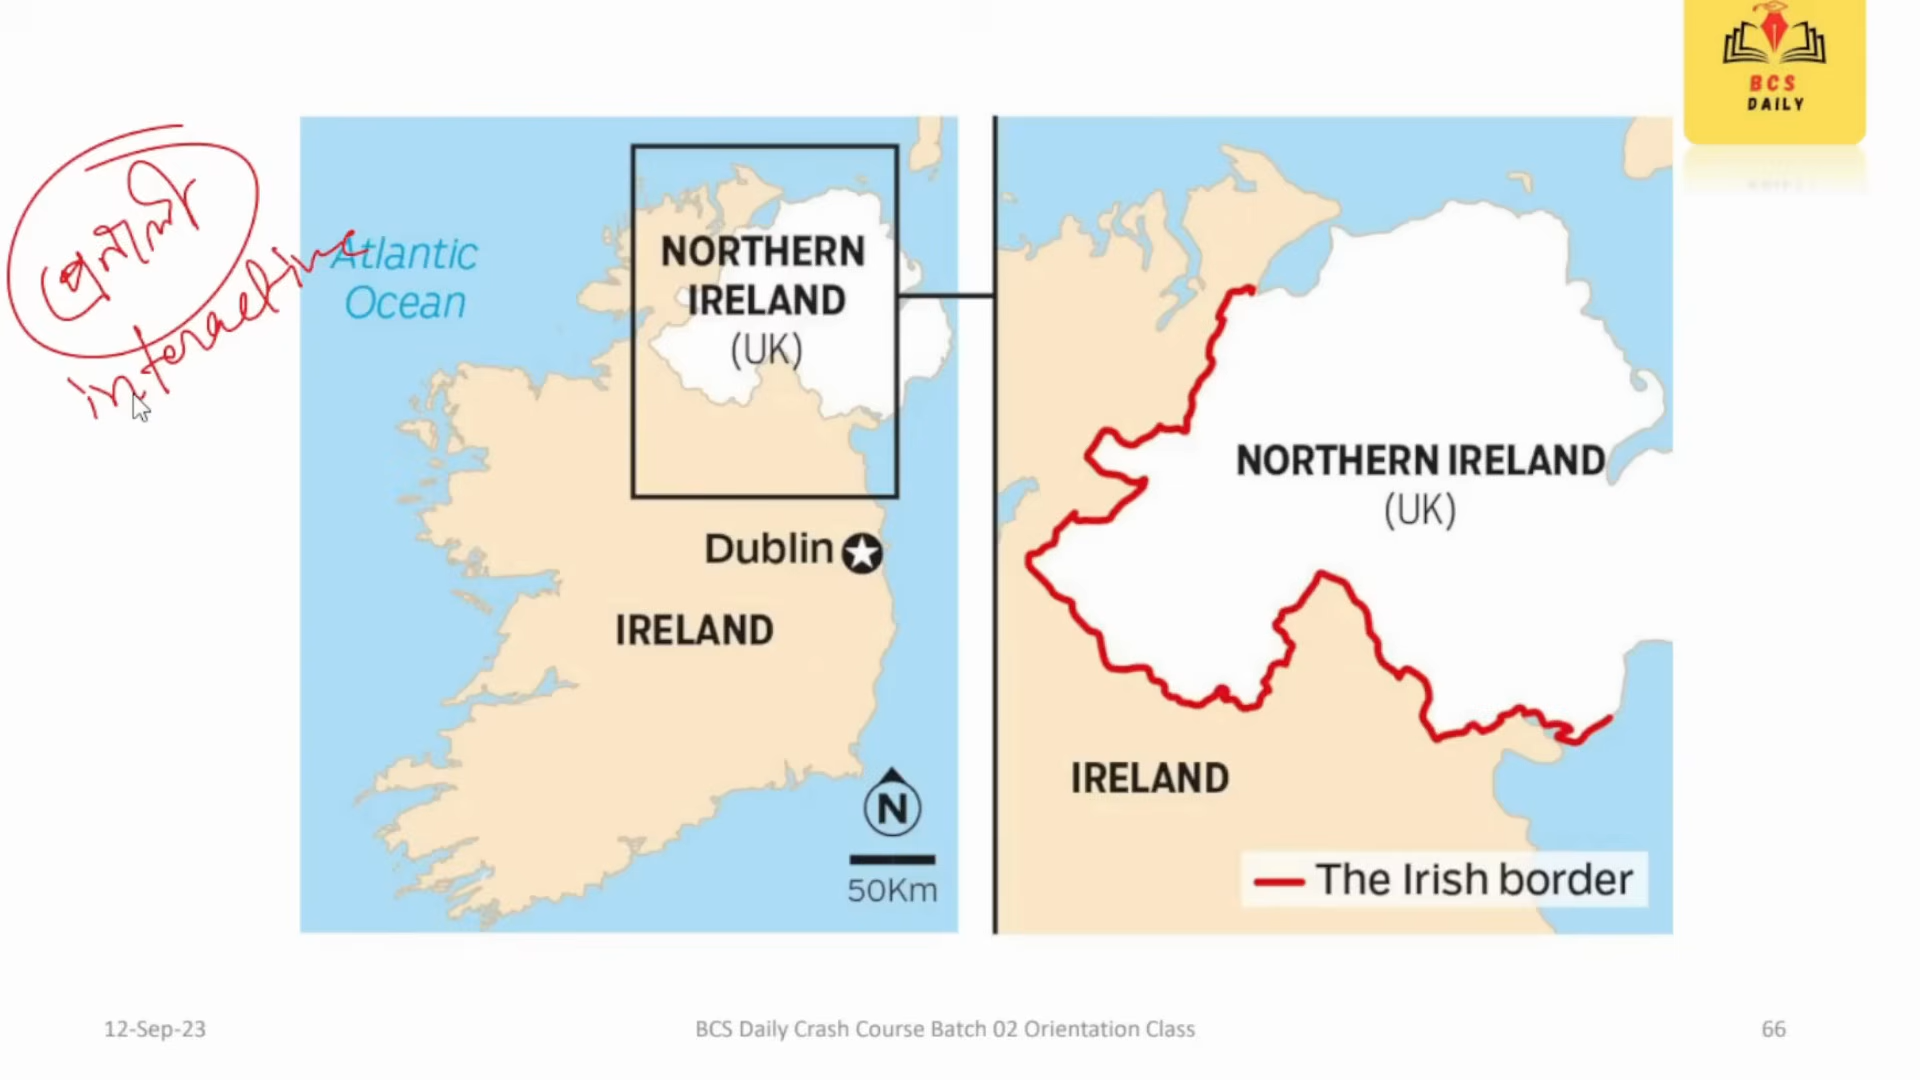 BCS
DAILY
interactive
Atlantic
Ocean
NORTHERN
IRELAND
(UK)
Dublin
IRELAND
N
50Km
NORTHERN IRELAND
(UK)
IRELAND
The Irish border
12-Sep-23
BCS Daily Crash Course Batch 02 Orientation Class
66